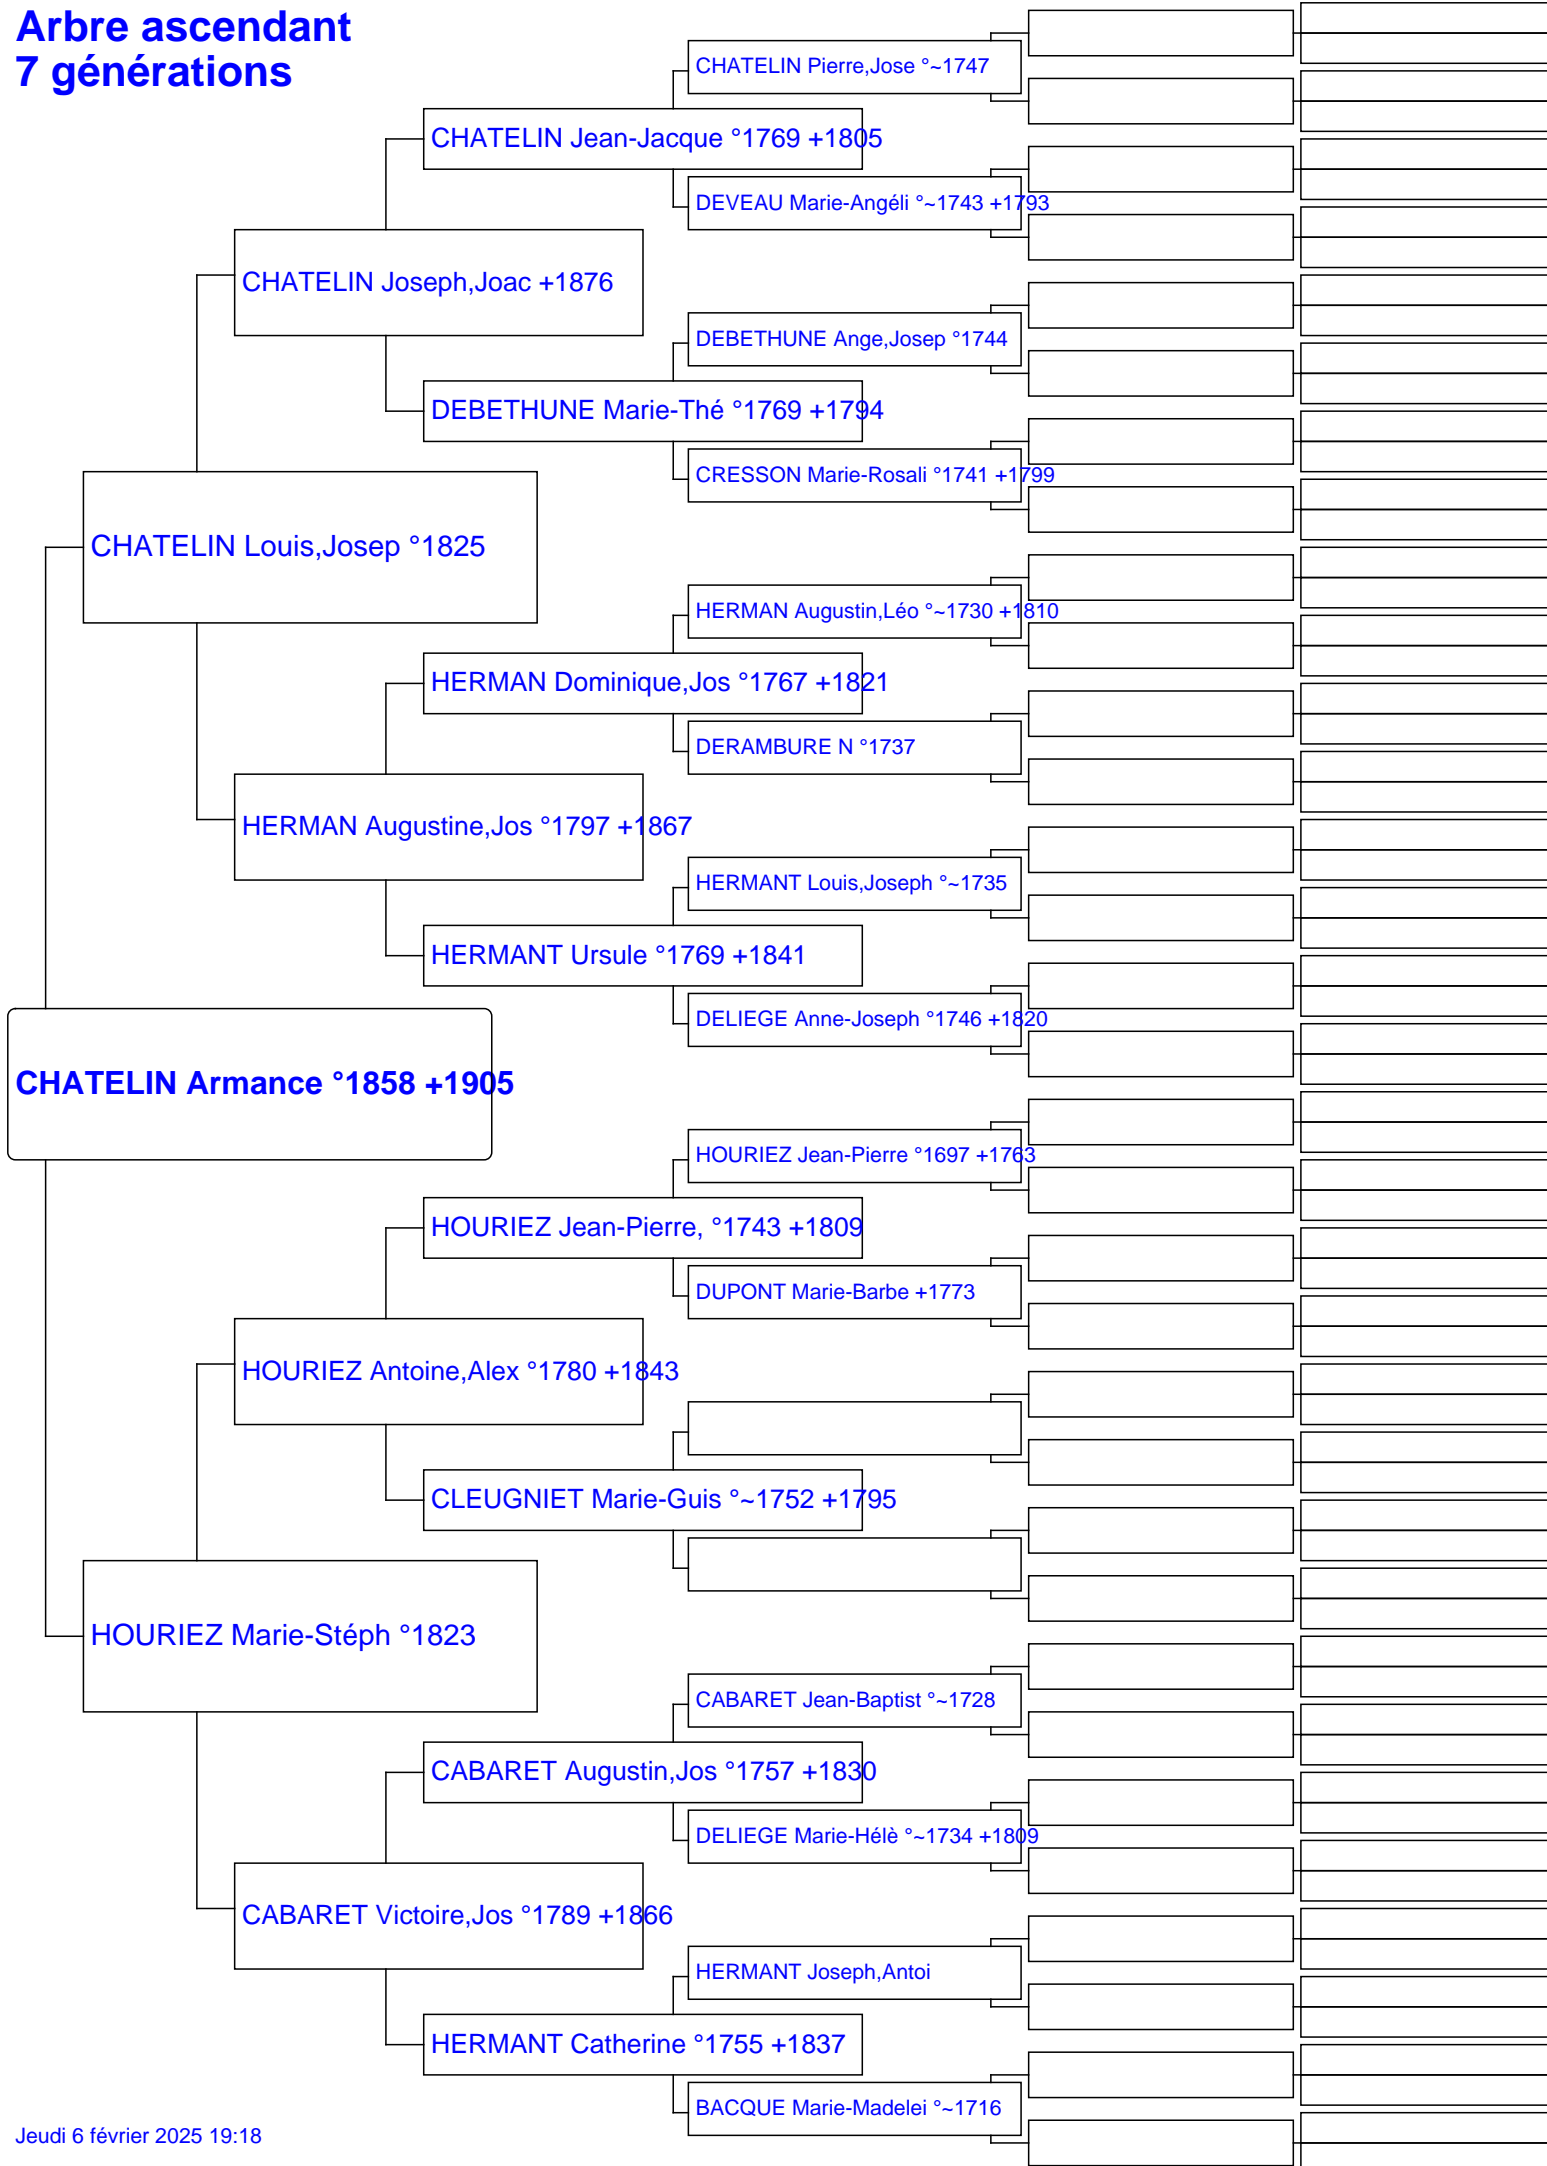 Arbre ascendant
7 générations
CHATELIN Pierre,Jose °~1747
CHATELIN Jean-Jacque °1769 +1805
DEVEAU Marie-Angéli °~1743 +1793
CHATELIN Joseph,Joac +1876
DEBETHUNE Ange,Josep °1744
DEBETHUNE Marie-Thé °1769 +1794
CRESSON Marie-Rosali °1741 +1799
CHATELIN Louis,Josep °1825
HERMAN Augustin,Léo °~1730 +1810
HERMAN Dominique,Jos °1767 +1821
DERAMBURE N °1737
HERMAN Augustine,Jos °1797 +1867
HERMANT Louis,Joseph °~1735
HERMANT Ursule °1769 +1841
DELIEGE Anne-Joseph °1746 +1820
CHATELIN Armance °1858 +1905
HOURIEZ Jean-Pierre °1697 +1763
HOURIEZ Jean-Pierre, °1743 +1809
DUPONT Marie-Barbe +1773
HOURIEZ Antoine,Alex °1780 +1843
CLEUGNIET Marie-Guis °~1752 +1795
HOURIEZ Marie-Stéph °1823
CABARET Jean-Baptist °~1728
CABARET Augustin,Jos °1757 +1830
DELIEGE Marie-Hélè °~1734 +1809
CABARET Victoire,Jos °1789 +1866
HERMANT Joseph,Antoi
HERMANT Catherine °1755 +1837
BACQUE Marie-Madelei °~1716
Jeudi 6 février 2025 19:18